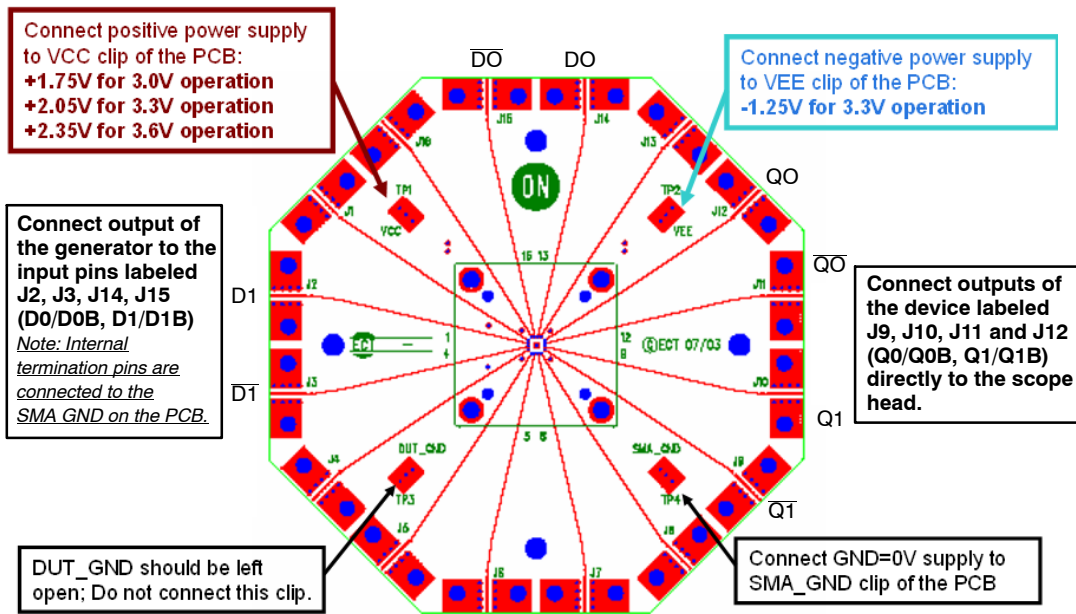 Connect positive power supply
to VCC clip of the PCB:
+1.75V for 3.0V operation
+2.05V for 3.3V operation
+2.35V for 3.6V operation
Connect negative power supply
to VEE clip of the PCB:
-1.25V for 3.3V operation
DO DO
J15 J14
J16 J13
ON
QO
TP1 TP2
J1 J12
VCC VEE
Connect output of
the generator to the
input pins labeled
J2, J3, J14, J15
(D0/D0B, D1/D1B)
Note: Internal
termination pins are
connected to the
SMA GND on the PCB.
QO
16 13
J2 J11
D1
Connect outputs of
the device labeled
J9, J10, J11 and J12
(Q0/Q0B, Q1/Q1B)
directly to the scope
head.
ECT - 1
4
12
9
© ECT 07/03
J3 J10
D1
Q1
5 8
DUT_GND SMA_GND
J4 J9
TP3 TP4
Q1
J5 J8
J6 J7
DUT_GND should be left
open; Do not connect this clip.
Connect GND=0V supply to
SMA_GND clip of the PCB